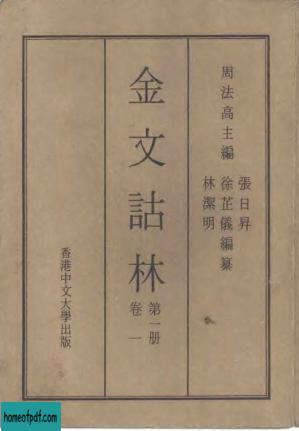 周法高主編
張日昇
徐芷儀編纂
林潔明
金文詁林
第一册
卷一
香港中文大學出版
homeofpdf.com